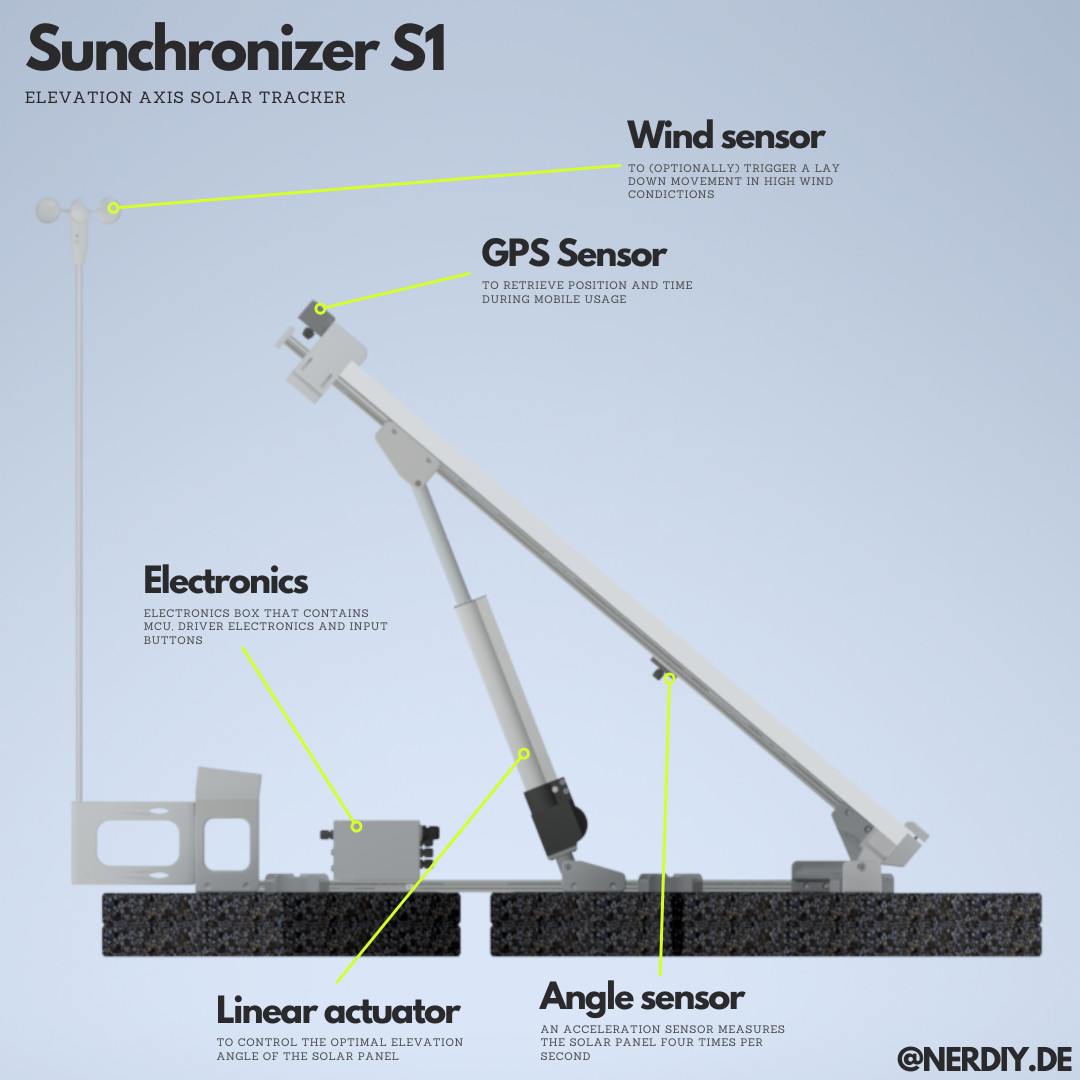 Sunchronizer S1
ELEVATION AXIS SOLAR TRACKER
Wind sensor
TO (OPTIONALLY) TRIGGER A LAY
DOWN MOVEMENT IN HIGH WIND
CONDICTIONS
GPS Sensor
TO RETRIEVE POSITION AND TIME
DURING MOBILE USAGE
Electronics
ELECTRONICS BOX THAT CONTAINS
MCU, DRIVER ELECTRONICS AND INPUT
BUTTONS
Linear actuator
TO CONTROL THE OPTIMAL ELEVATION
ANGLE OF THE SOLAR PANEL
Angle sensor
AN ACCELERATION SENSOR MEASURES
THE SOLAR PANEL FOUR TIMES PER
SECOND
@NERDIY.DE